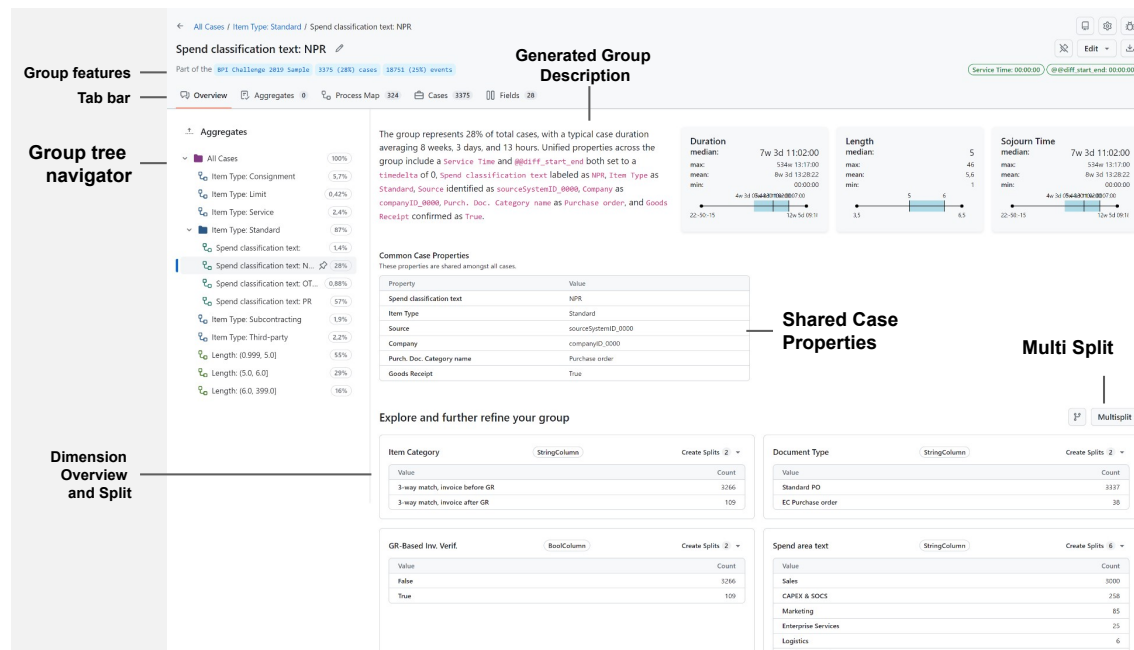 ← All Cases / Item Type: Standard / Spend classification text: NPR
Spend classification text: NPR
Edit
Part of the BPI Challenge 2019 Sample 3375 (28%) cases 18751 (25%) events
Service Time: 00:00:00 @@diff_start_end: 00:00:00
Group features
Tab bar
Generated Group
Description
Overview Aggregates 0 Process Map 324 Cases 3375 Fields 28
Group tree
navigator
Aggregates
All Cases 100%
Item Type: Consignment 5,7%
Item Type: Limit 0,42%
Item Type: Service 2,4%
Item Type: Standard 87%
Spend classification text: 1,4%
Spend classification text: N... 28%
Spend classification text: OT... 0,88%
Spend classification text: PR 57%
Item Type: Subcontracting 1,9%
Item Type: Third-party 2,2%
Length: (0.999, 5.0] 55%
Length: (5.0, 6.0] 29%
Length: (6.0, 399.0] 16%
The group represents 28% of total cases, with a typical case duration
averaging 8 weeks, 3 days, and 13 hours. Unified properties across the
group include a Service Time and @@diff_start_end both set to a
timedelta of 0, Spend classification text labeled as NPR, Item Type as
Standard, Source identified as sourceSystemID_0000, Company as
companyID_0000, Purch. Doc. Category name as Purchase order, and Goods
Receipt confirmed as True.
Duration
median: 7w 3d 11:02:00
max: 534w 13:17:00
mean: 8w 3d 13:28:22
min: 00:00:00
22:-50:-15 12w 5d 09:1
Length
median: 5
max: 46
mean: 5,6
min: 1
5 6
3,5 6,5
Sojourn Time
median: 7w 3d 11:02:00
max: 534w 13:17:00
mean: 8w 3d 13:28:22
min: 00:00:00
22:-50:-15 12w 5d 09:1
Common Case Properties
These properties are shared amongst all cases.
Property Value
Spend classification text NPR
Item Type Standard
Source sourceSystemID_0000
Company companyID_0000
Purch. Doc. Category name Purchase order
Goods Receipt True
Shared Case
Properties
Multi Split
Explore and further refine your group
Multisplit
Dimension
Overview
and Split
Item Category StringColumn Create Splits 2
Value Count
3-way match, invoice before GR 3266
3-way match, invoice after GR 109
Document Type StringColumn Create Splits 2
Value Count
Standard PO 3337
EC Purchase order 38
GR-Based Inv. Verif. BoolColumn Create Splits 2
Value Count
False 3266
True 109
Spend area text StringColumn Create Splits 6
Value Count
Sales 3000
CAPEX & SOCS 258
Marketing 85
Enterprise Services 25
Logistics 6